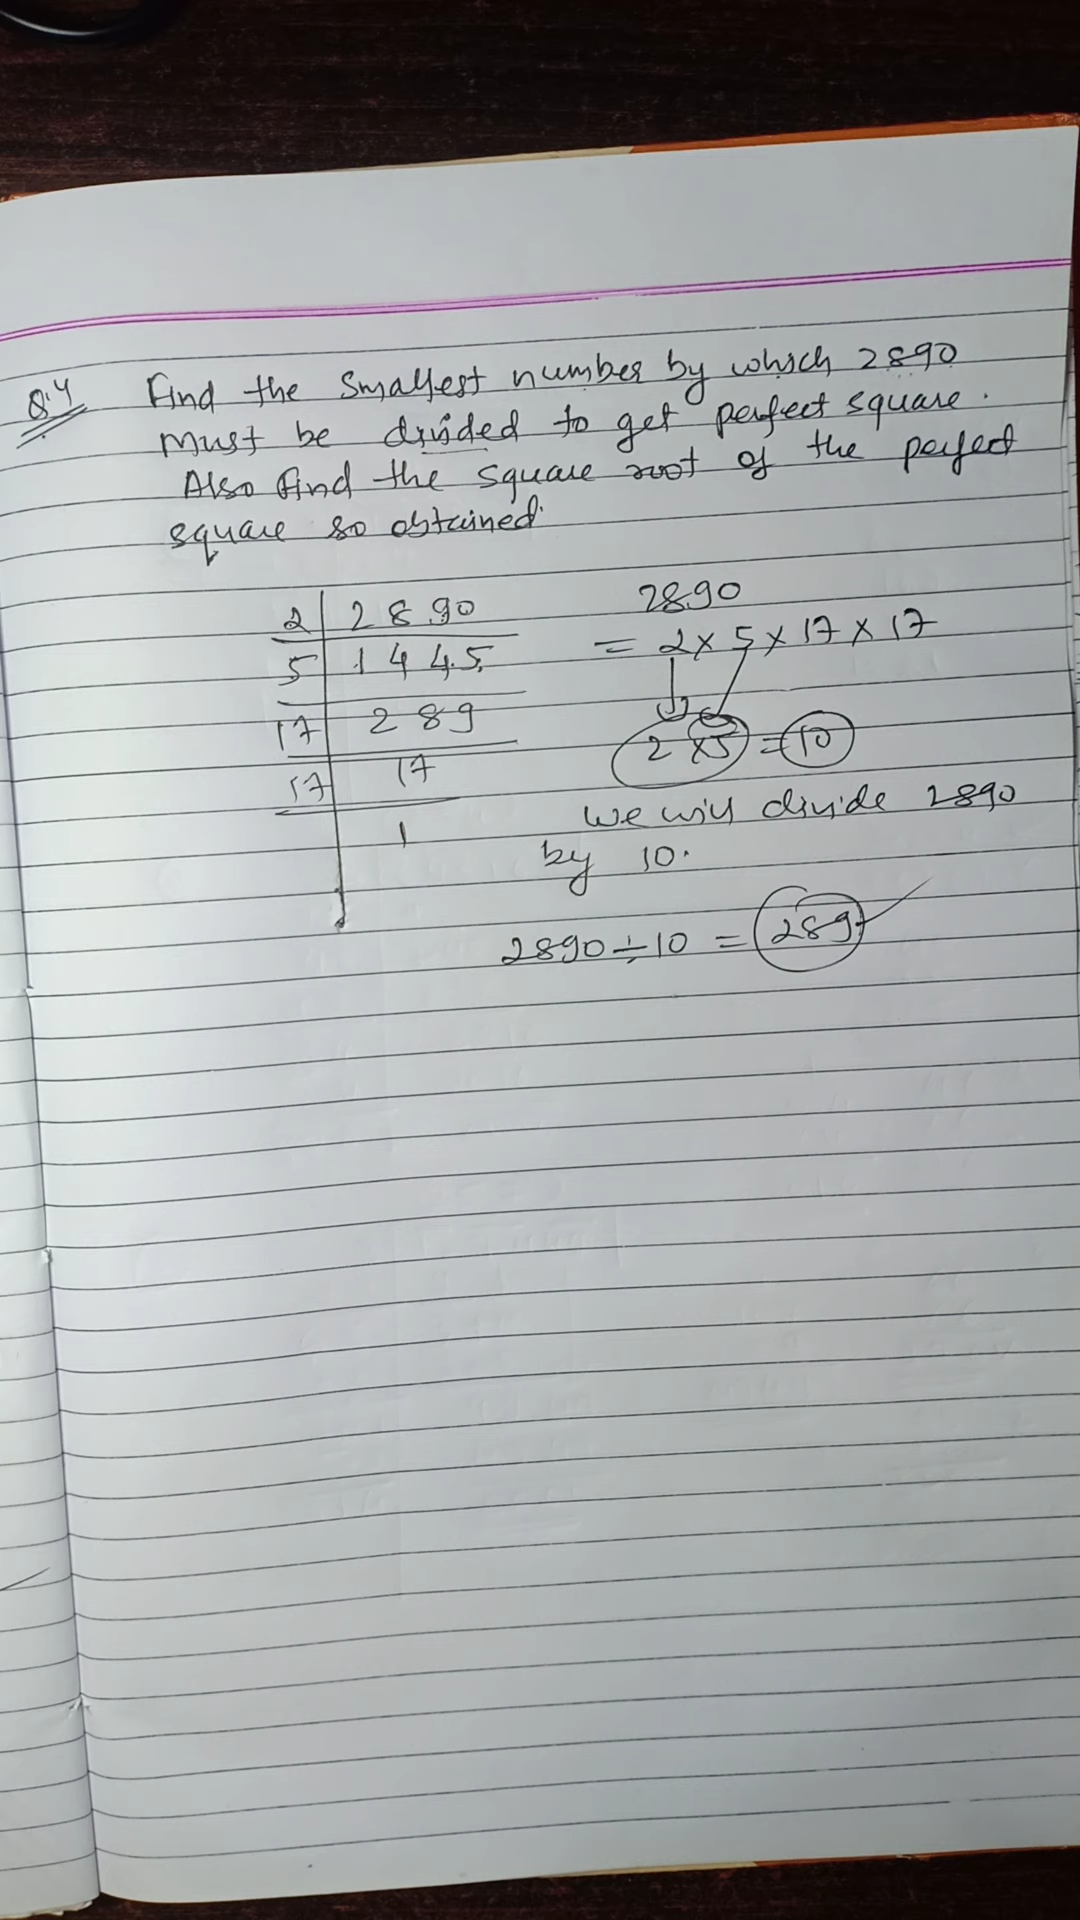 Q.4 Find the smallest number by which 2890
must be divided to get perfect square.
Also find the square root of the perfect
square so obtained.
2 | 2890
5 | 1445
17 | 289
17 | 17
1
2890
= 2 × 5 × 17 × 17
2 × 5 = 10
We will divide 2890
by 10.
2890 ÷ 10 = 289